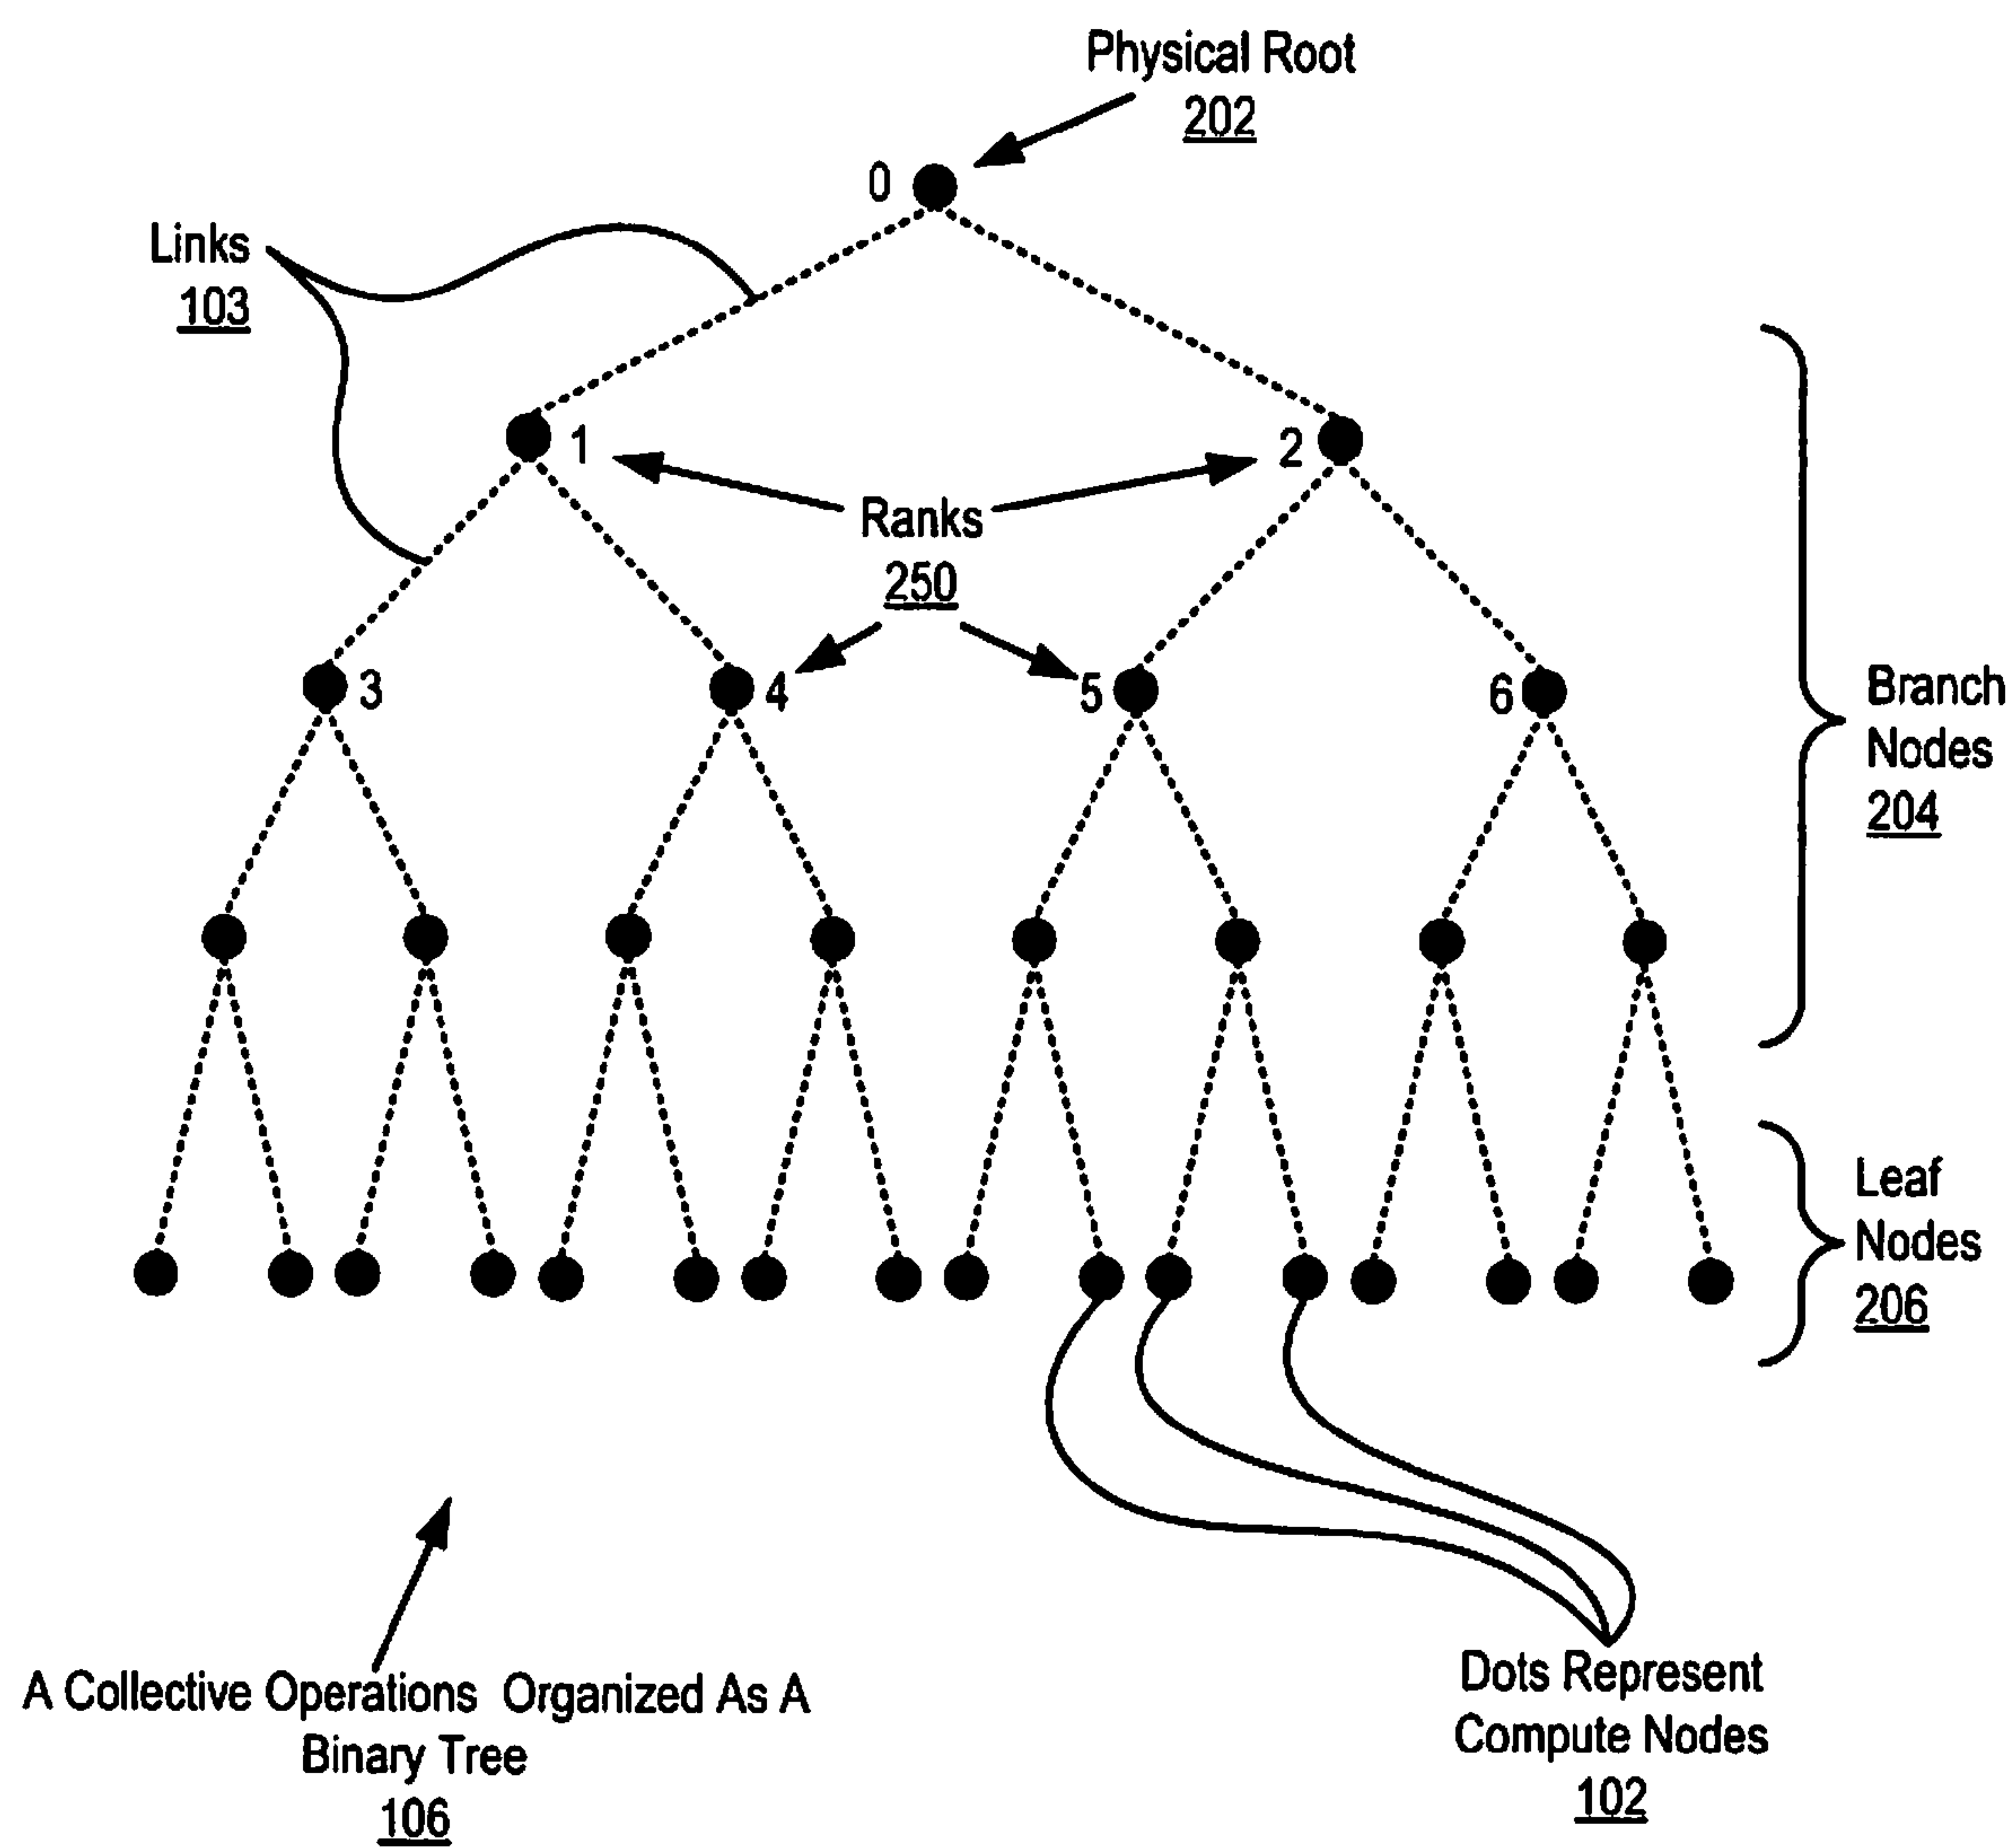 Physical Root
202
0
Links
103
1
2
Ranks
250
3
4
5
6
Branch
Nodes
204
Leaf
Nodes
206
A Collective Operations Organized As A
Binary Tree
106
Dots Represent
Compute Nodes
102